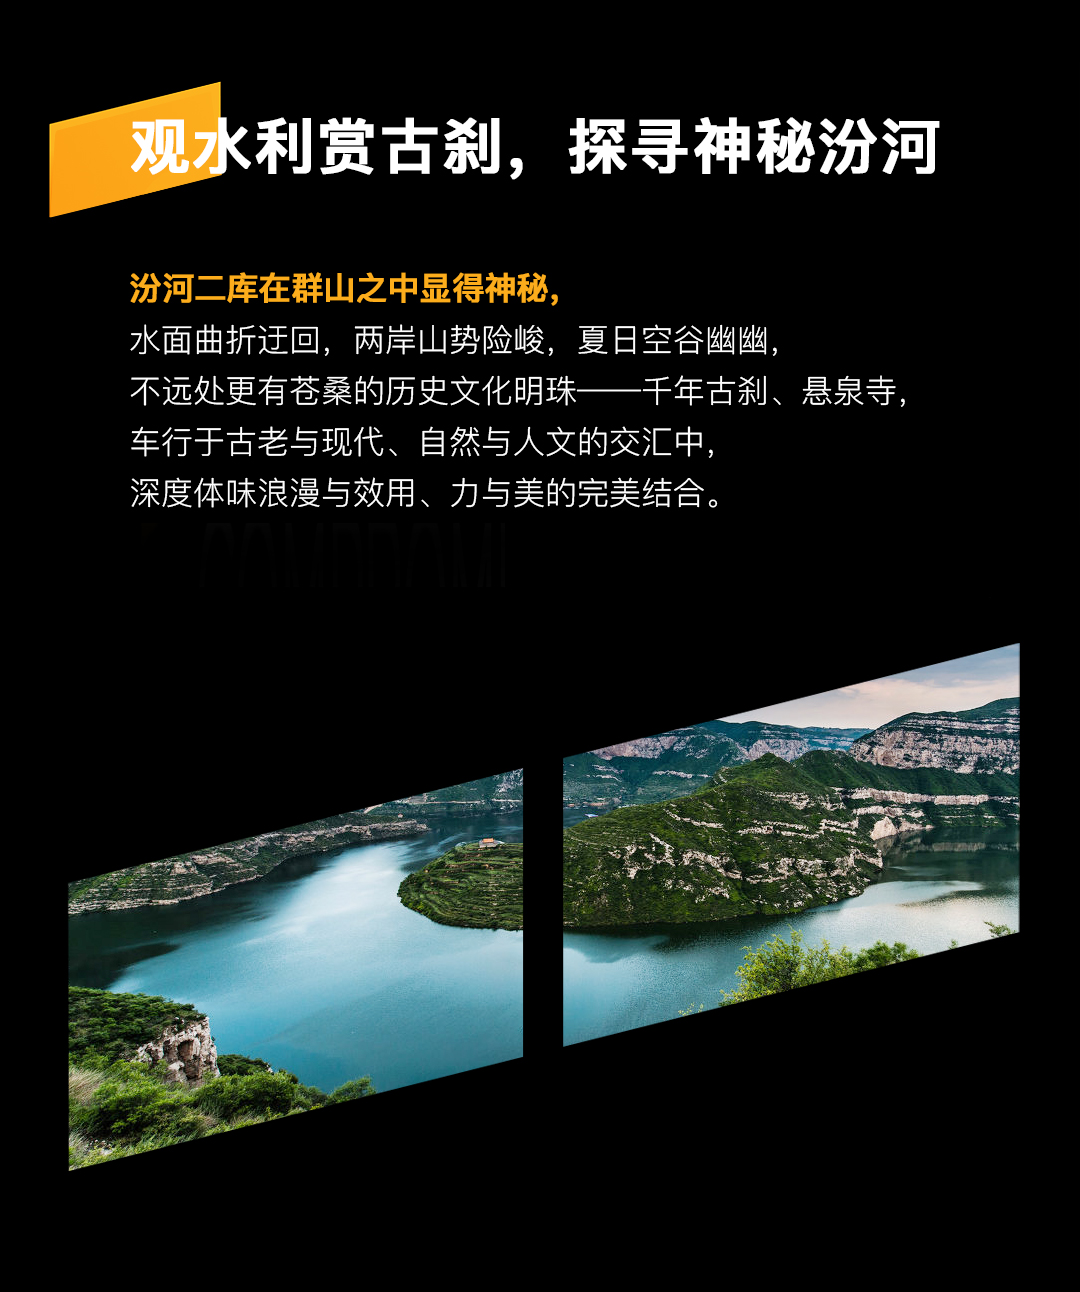 观水利赏古刹，探寻神秘汾河
汾河二库在群山之中显得神秘，
水面曲折迂回，两岸山势险峻，夏日空谷幽幽，
不远处更有苍桑的历史文化明珠——千年古刹、悬泉寺，
车行于古老与现代、自然与人文的交汇中，
深度体味浪漫与效用、力与美的完美结合。